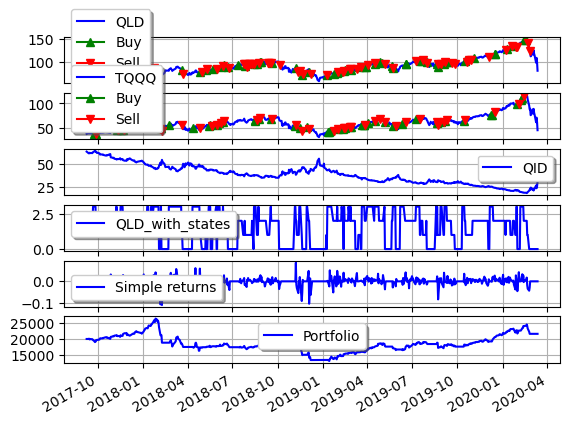 QLD
Buy
Sell
150
100
TQQQ
Buy
Sell
100
50
QID
50
25
QLD_with_states
2.5
0.0
Simple returns
0.0
−0.1
Portfolio
25000
20000
15000
2017-10 2018-01 2018-04 2018-07 2018-10 2019-01 2019-04 2019-07 2019-10 2020-01 2020-04